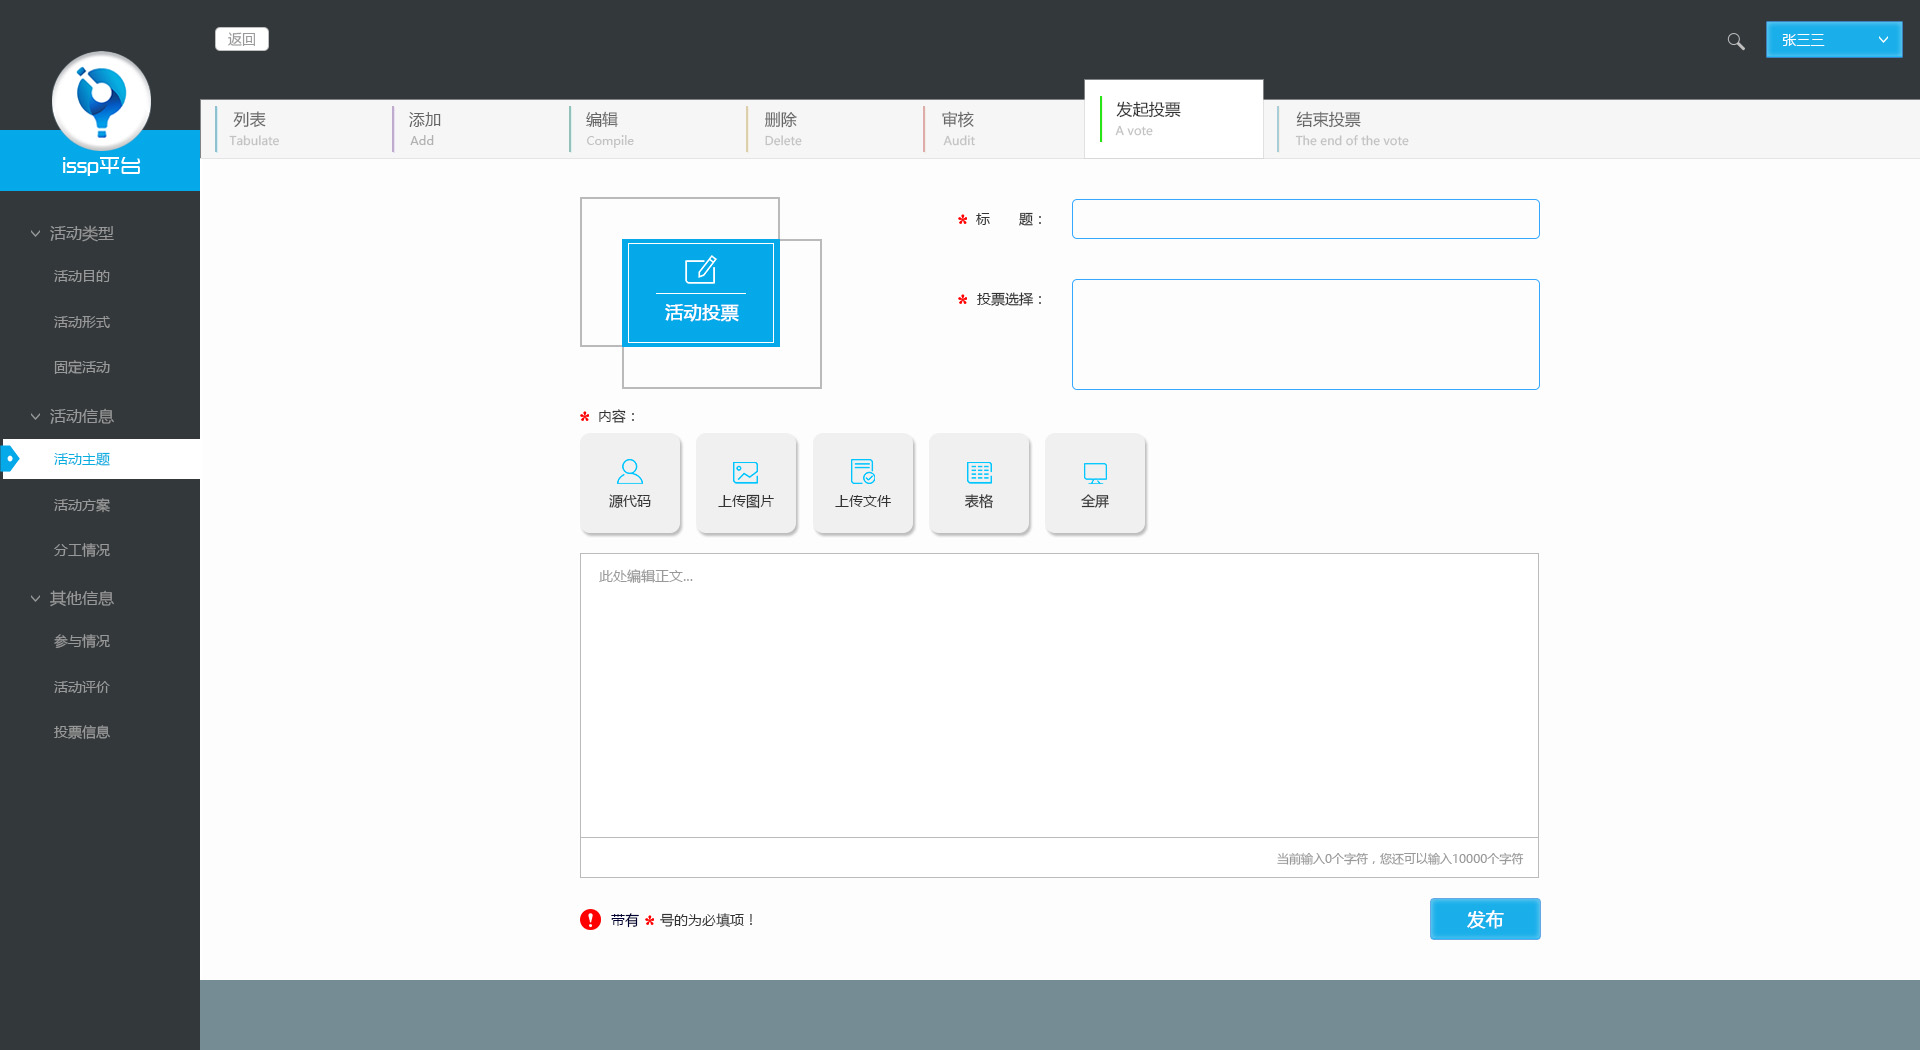 返回
张三三
issp平台
列表
Tabulate
添加
Add
编辑
Compile
删除
Delete
审核
Audit
发起投票
A vote
结束投票
The end of the vote
活动类型
活动目的
活动形式
固定活动
活动信息
活动主题
活动方案
分工情况
其他信息
参与情况
活动评价
投票信息
活动投票
* 标 题：
* 投票选择：
* 内容：
源代码
上传图片
上传文件
表格
全屏
此处编辑正文...
当前输入0个字符，您还可以输入10000个字符
带有 * 号的为必填项！
发布